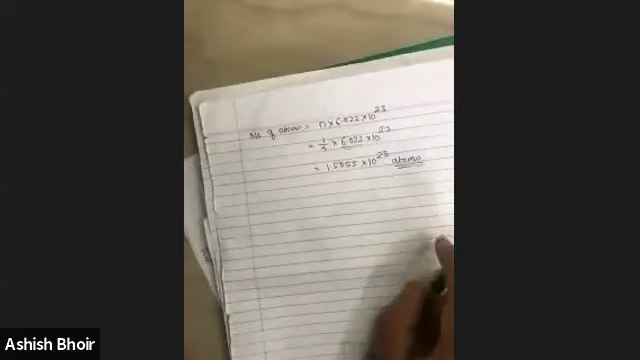 No. of atoms = n × 6.022 × 10²³
= 1/4 × 6.022 × 10²³
= 1.5055 × 10²³ atoms
Ashish Bhoir